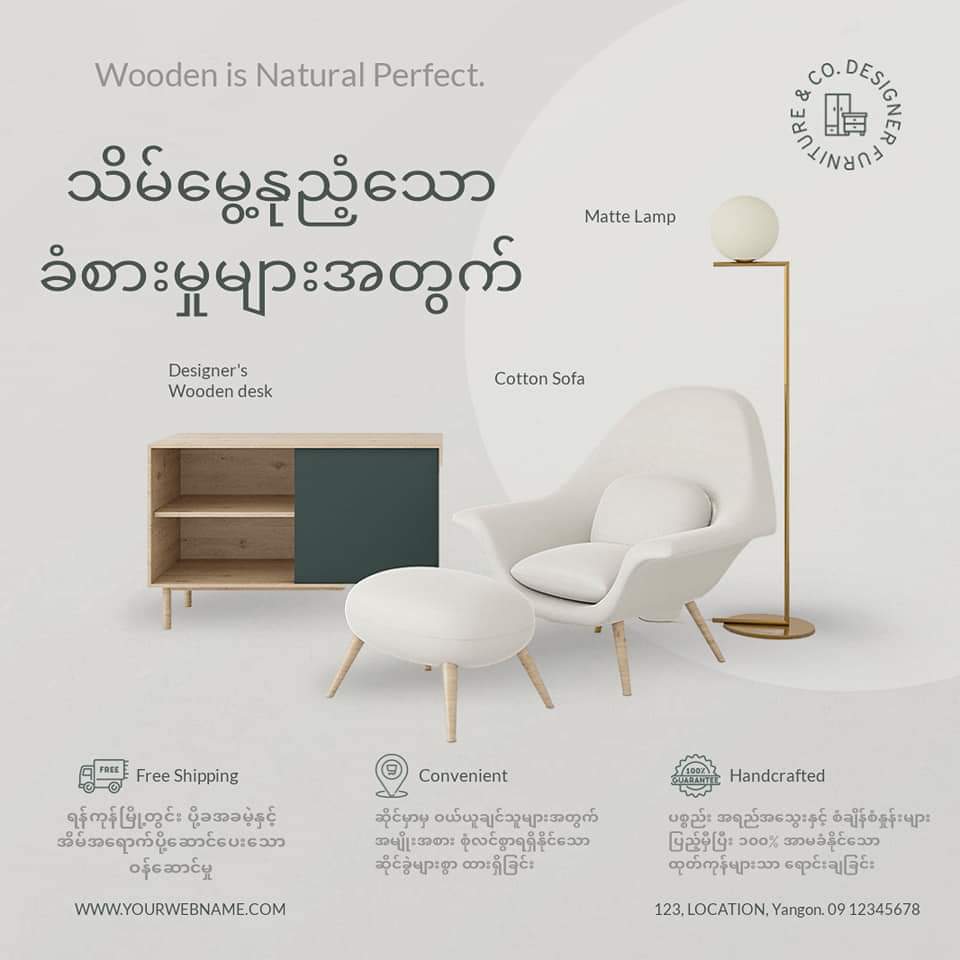 Wooden is Natural Perfect.
FURNITURE & CO. DESIGNER
သိမ်မွေ့နုညံ့သော
ခံစားမှုများအတွက်
Matte Lamp
Designer's
Wooden desk
Cotton Sofa
FREE
Free Shipping
ရန်ကုန်မြို့တွင်း ပို့ခအခမဲ့နှင့်
အိမ်အရောက်ပို့ဆောင်ပေးသော
ဝန်ဆောင်မှု
Convenient
ဆိုင်မှာမှ ဝယ်ယူချင်သူများအတွက်
အမျိုးအစား စုံလင်စွာရရှိနိုင်သော
ဆိုင်ခွဲများစွာ ထားရှိခြင်း
100%
GUARANTEE
Handcrafted
ပစ္စည်း အရည်အသွေးနှင့် စံချိန်စံနှုန်းများ
ပြည့်မှီပြီး ၁၀၀% အာမခံနိုင်သော
ထုတ်ကုန်များသာ ရောင်းချခြင်း
WWW.YOURWEBNAME.COM
123, LOCATION, Yangon. 09 12345678